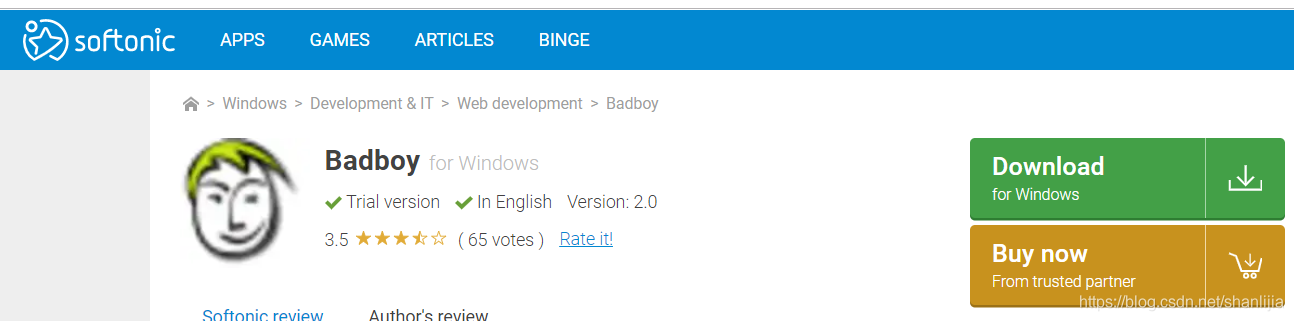 softonic APPS GAMES ARTICLES BINGE
> Windows > Development & IT > Web development > Badboy
Badboy for Windows
Trial version In English Version: 2.0
3.5 ( 65 votes ) Rate it!
Download
for Windows
Buy now
From trusted partner
https://blog.csdn.net/shanlijia
Softonic review Author's review